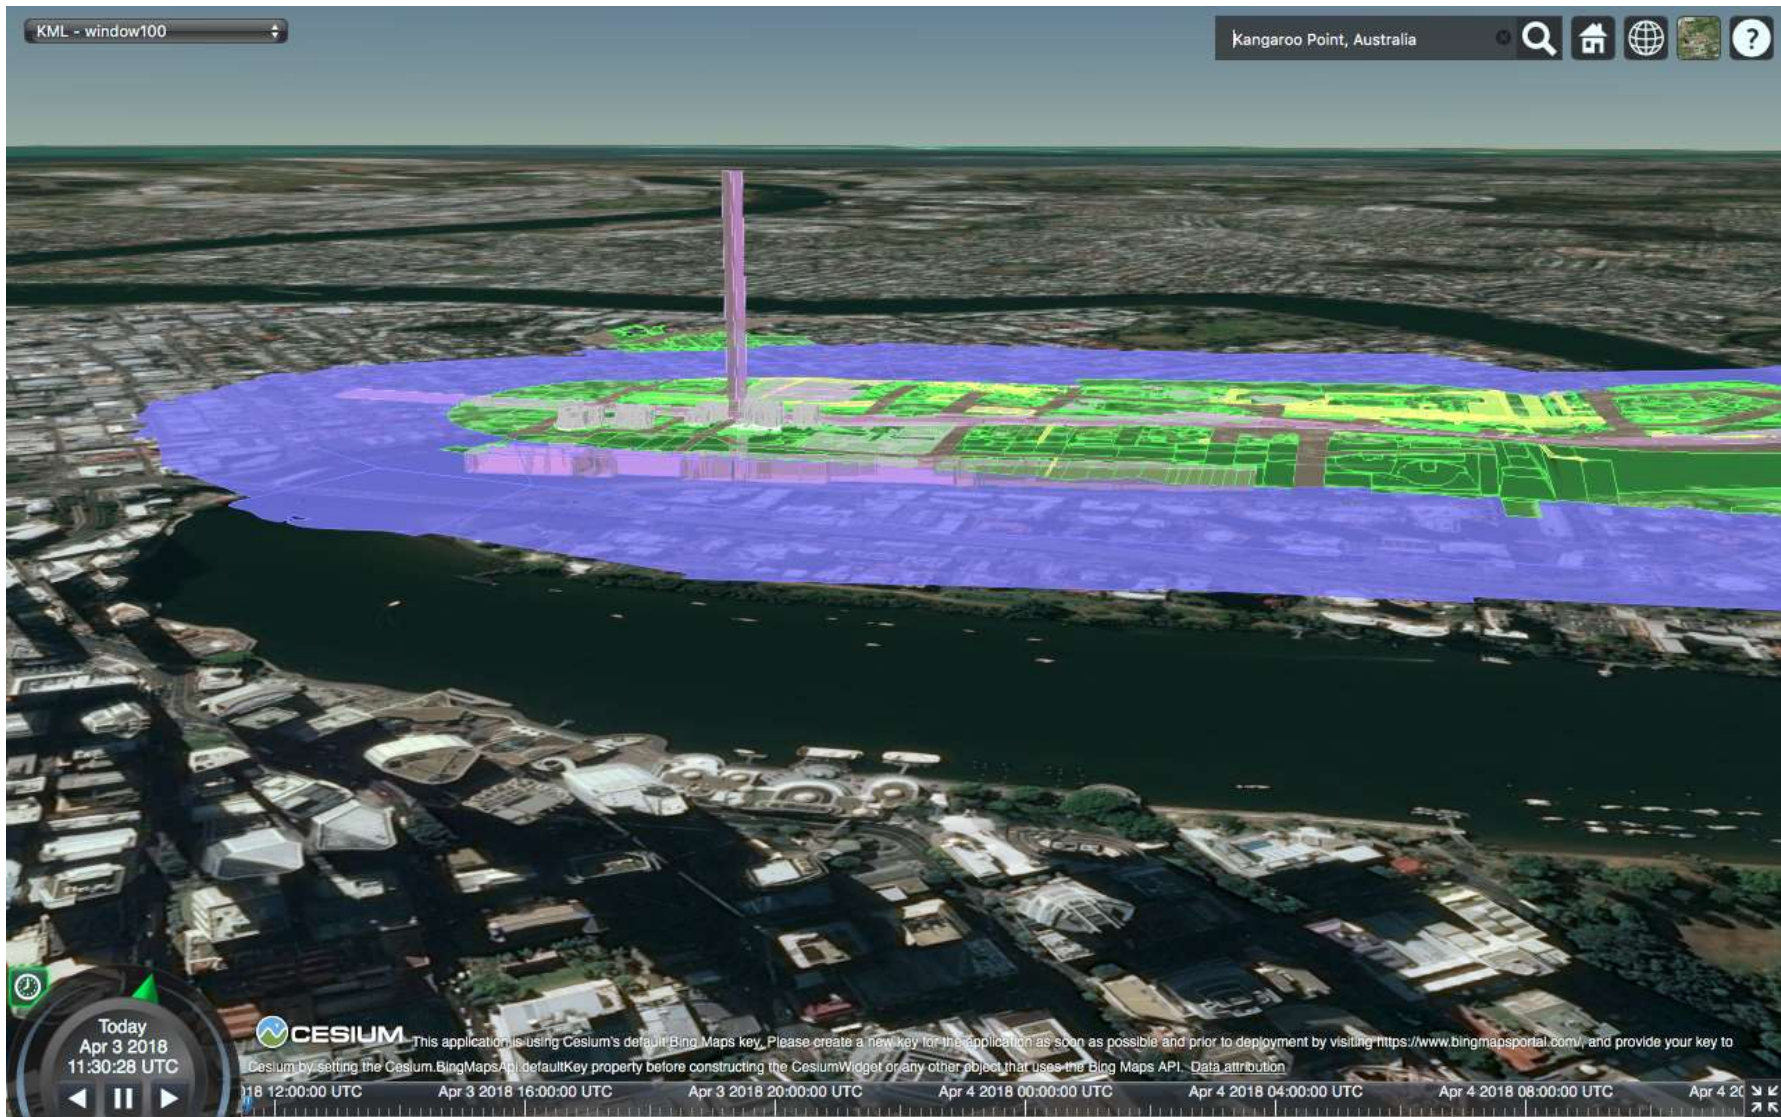 KML - window100
Kangaroo Point, Australia
?
Today
Apr 3 2018
11:30:28 UTC
CESIUM
This application is using Cesium's default Bing Maps key. Please create a new key for the application as soon as possible and prior to deployment by visiting https://www.bingmapsportal.com/, and provide your key to
Cesium by setting the Cesium.BingMapsApi.defaultKey property before constructing the CesiumWidget or any other object that uses the Bing Maps API. Data attribution
018 12:00:00 UTC Apr 3 2018 16:00:00 UTC Apr 3 2018 20:00:00 UTC Apr 4 2018 00:00:00 UTC Apr 4 2018 04:00:00 UTC Apr 4 2018 08:00:00 UTC Apr 4 20